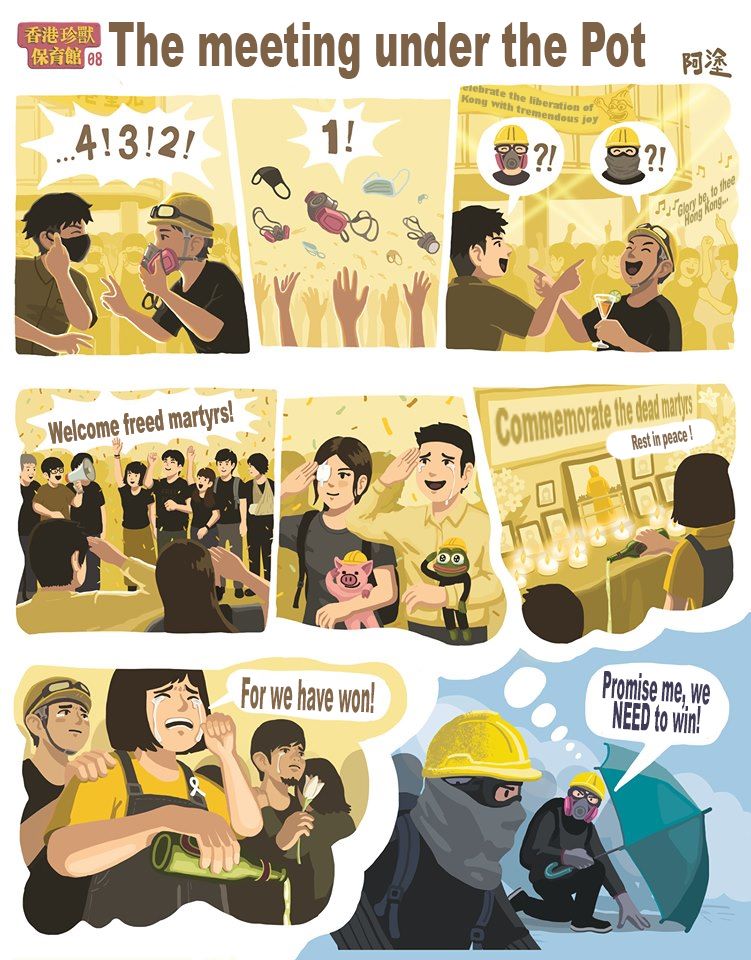 香港珍獸
保育館 08
The meeting under the Pot
阿塗
...4!3!2!
1!
elebrate the liberation of
Kong with tremendous joy
?!
?!
Glory be, to thee
Hong Kong...
Welcome freed martyrs!
Commemorate the dead martyrs
Rest in peace !
For we have won!
Promise me, we
NEED to win!